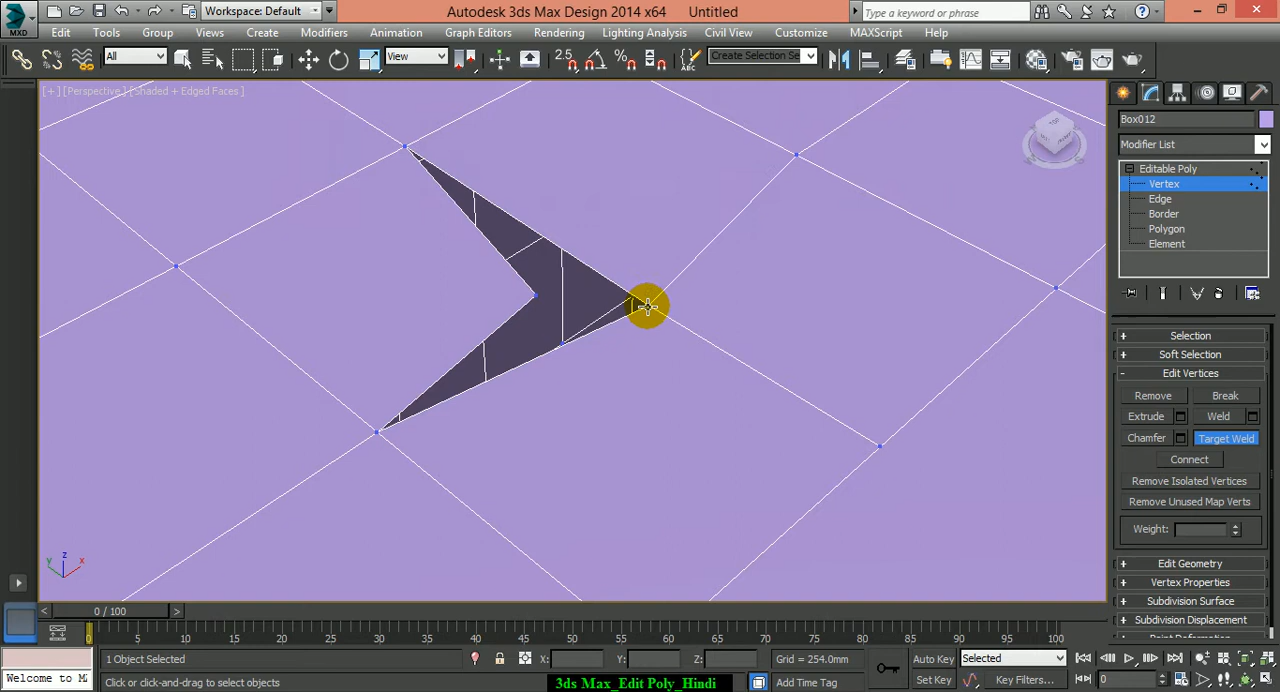 MXD
Workspace: Default
Autodesk 3ds Max Design 2014 x64 Untitled
Type a keyword or phrase
Edit Tools Group Views Create Modifiers Animation Graph Editors Rendering Lighting Analysis Civil View Customize MAXScript Help
All View 2.5 Create Selection Se
[+] [Perspective] [Shaded + Edged Faces]
Box012
Modifier List
Editable Poly
Vertex
Edge
Border
Polygon
Element
+ Selection
+ Soft Selection
- Edit Vertices
Remove Break
Extrude Weld
Chamfer Target Weld
Connect
Remove Isolated Vertices
Remove Unused Map Verts
Weight:
+ Edit Geometry
+ Vertex Properties
+ Subdivision Surface
+ Subdivision Displacement
z
y x
< 0 / 100 >
0 5 10 15 20 25 30 35 40 45 50 55 60 65 70 75 80 85 90 95 100
1 Object Selected X: Y: Z: Grid = 254.0mm Auto Key Selected
Welcome to M Click or click-and-drag to select objects 3ds Max_Edit Poly_Hindi Add Time Tag Set Key Key Filters... 0